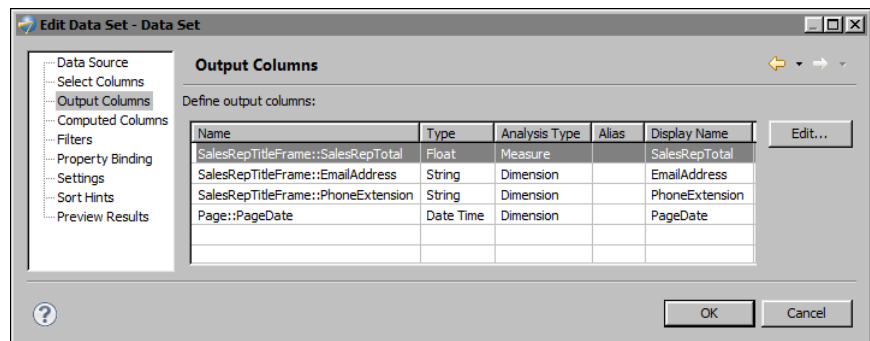 Edit Data Set - Data Set
Data Source
Select Columns
Output Columns
Computed Columns
Filters
Property Binding
Settings
Sort Hints
Preview Results
Output Columns
Define output columns:
Name Type Analysis Type Alias Display Name
SalesRepTitleFrame::SalesRepTotal Float Measure SalesRepTotal
SalesRepTitleFrame::EmailAddress String Dimension EmailAddress
SalesRepTitleFrame::PhoneExtension String Dimension PhoneExtension
Page::PageDate Date Time Dimension PageDate
Edit...
?
OK Cancel